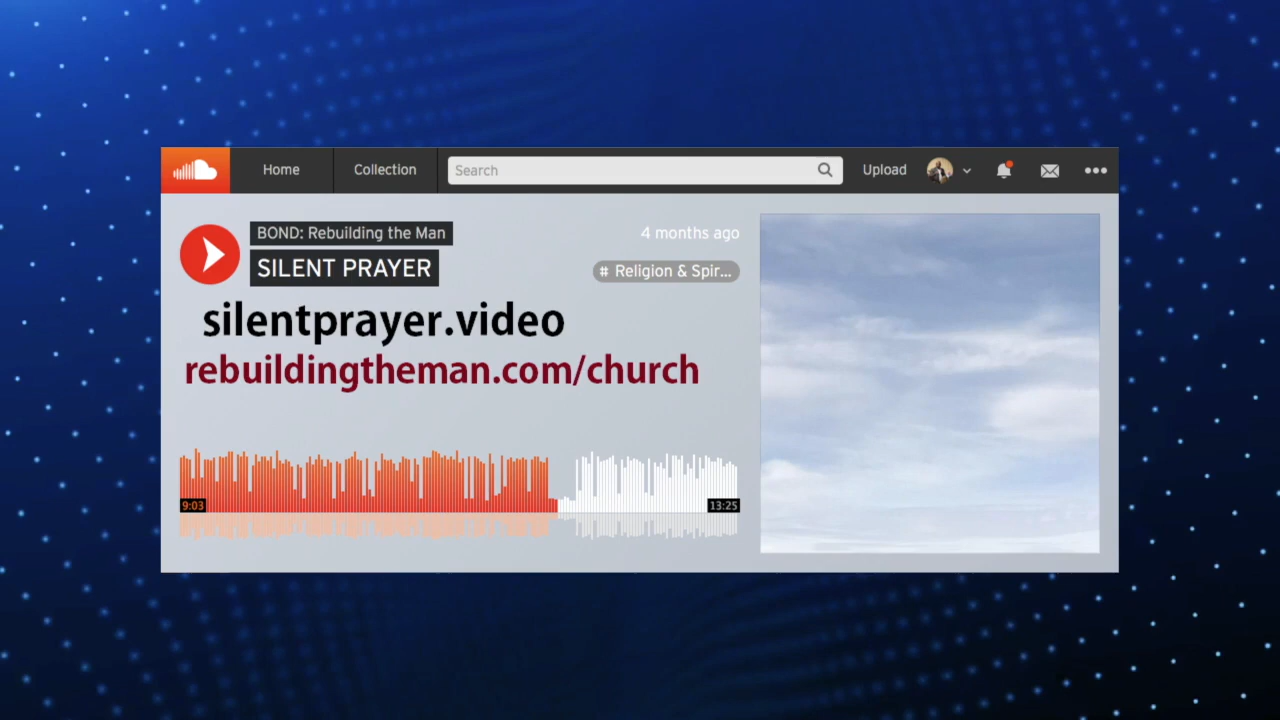 Home
Collection
Search
Upload
BOND: Rebuilding the Man
4 months ago
SILENT PRAYER
# Religion & Spir...
silentprayer.video
rebuildingtheman.com/church
9:03
13:25